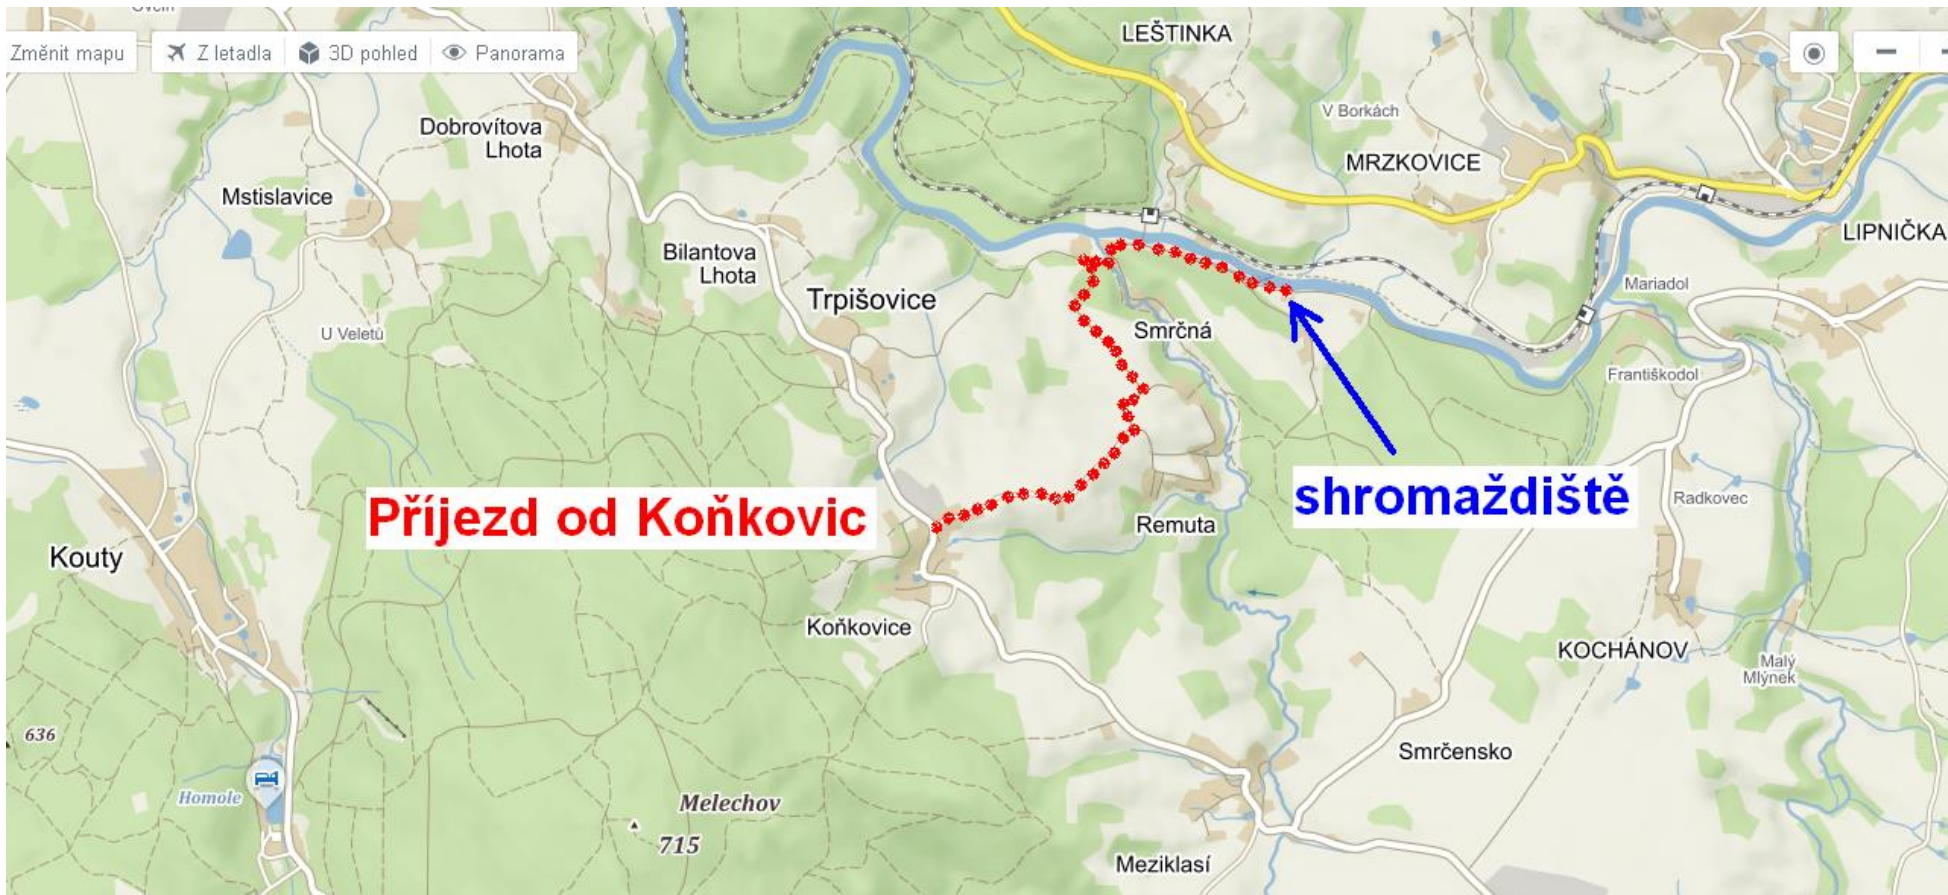 LEŠTINKA
Změnit mapu
Z letadla
3D pohled
Panorama
V Borkách
Dobrovítova
Lhota
MRZKOVICE
Mstislavice
LIPNIČKA
Bilantova
Lhota
Mariadol
Trpišovice
U Veletů
Smrčná
Františkodol
Příjezd od Koňkovic
shromaždiště
Radkovec
Remuta
Kouty
Koňkovice
KOCHÁNOV
Malý
Mlýnek
636
Smrčensko
Homole
Melechov
715
Meziklasí